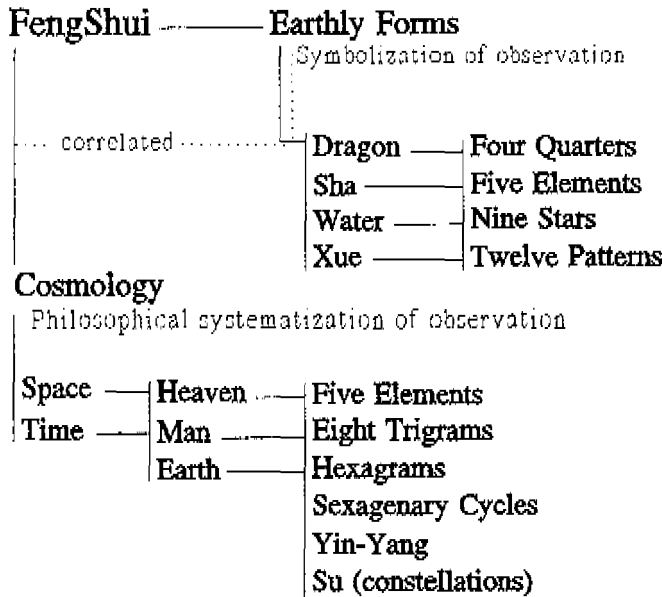 FengShui Earthly Forms
Symbolization of observation
correlated
Dragon Four Quarters
Sha Five Elements
Water Nine Stars
Xue Twelve Patterns
Cosmology
Philosophical systematization of observation
Space Heaven Five Elements
Time Man Eight Trigrams
Earth Hexagrams
Sexagenary Cycles
Yin-Yang
Su (constellations)